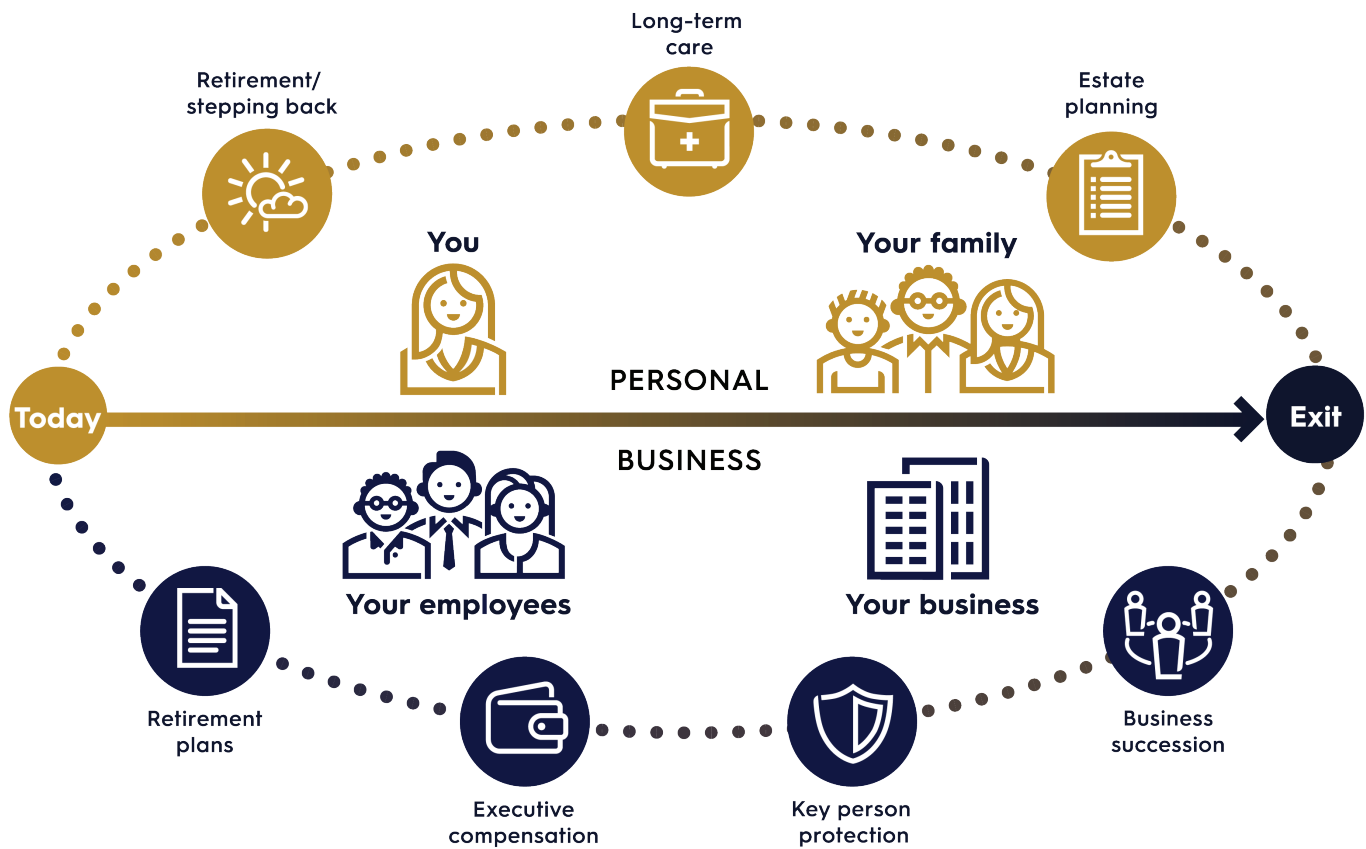 Long-term
care
Retirement/
stepping back
Estate
planning
You
Your family
PERSONAL
Today
Exit
BUSINESS
Your employees
Your business
Retirement
plans
Business
succession
Executive
compensation
Key person
protection